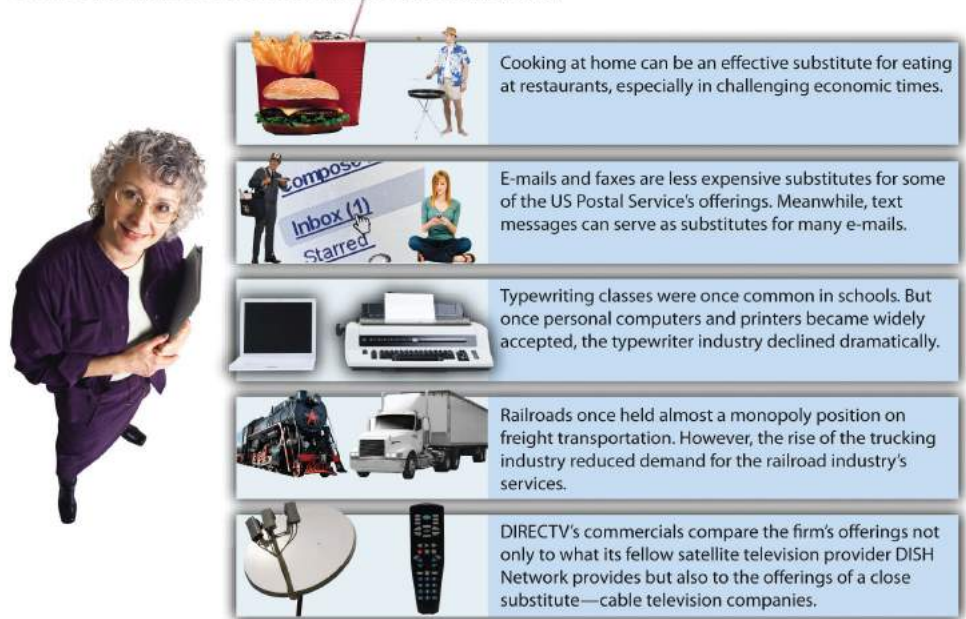 Cooking at home can be an effective substitute for eating
at restaurants, especially in challenging economic times.
Compose
Inbox (1)
Starred
E-mails and faxes are less expensive substitutes for some
of the US Postal Service's offerings. Meanwhile, text
messages can serve as substitutes for many e-mails.
Typewriting classes were once common in schools. But
once personal computers and printers became widely
accepted, the typewriter industry declined dramatically.
Railroads once held almost a monopoly position on
freight transportation. However, the rise of the trucking
industry reduced demand for the railroad industry's
services.
DIRECTV's commercials compare the firm's offerings not
only to what its fellow satellite television provider DISH
Network provides but also to the offerings of a close
substitute—cable television companies.